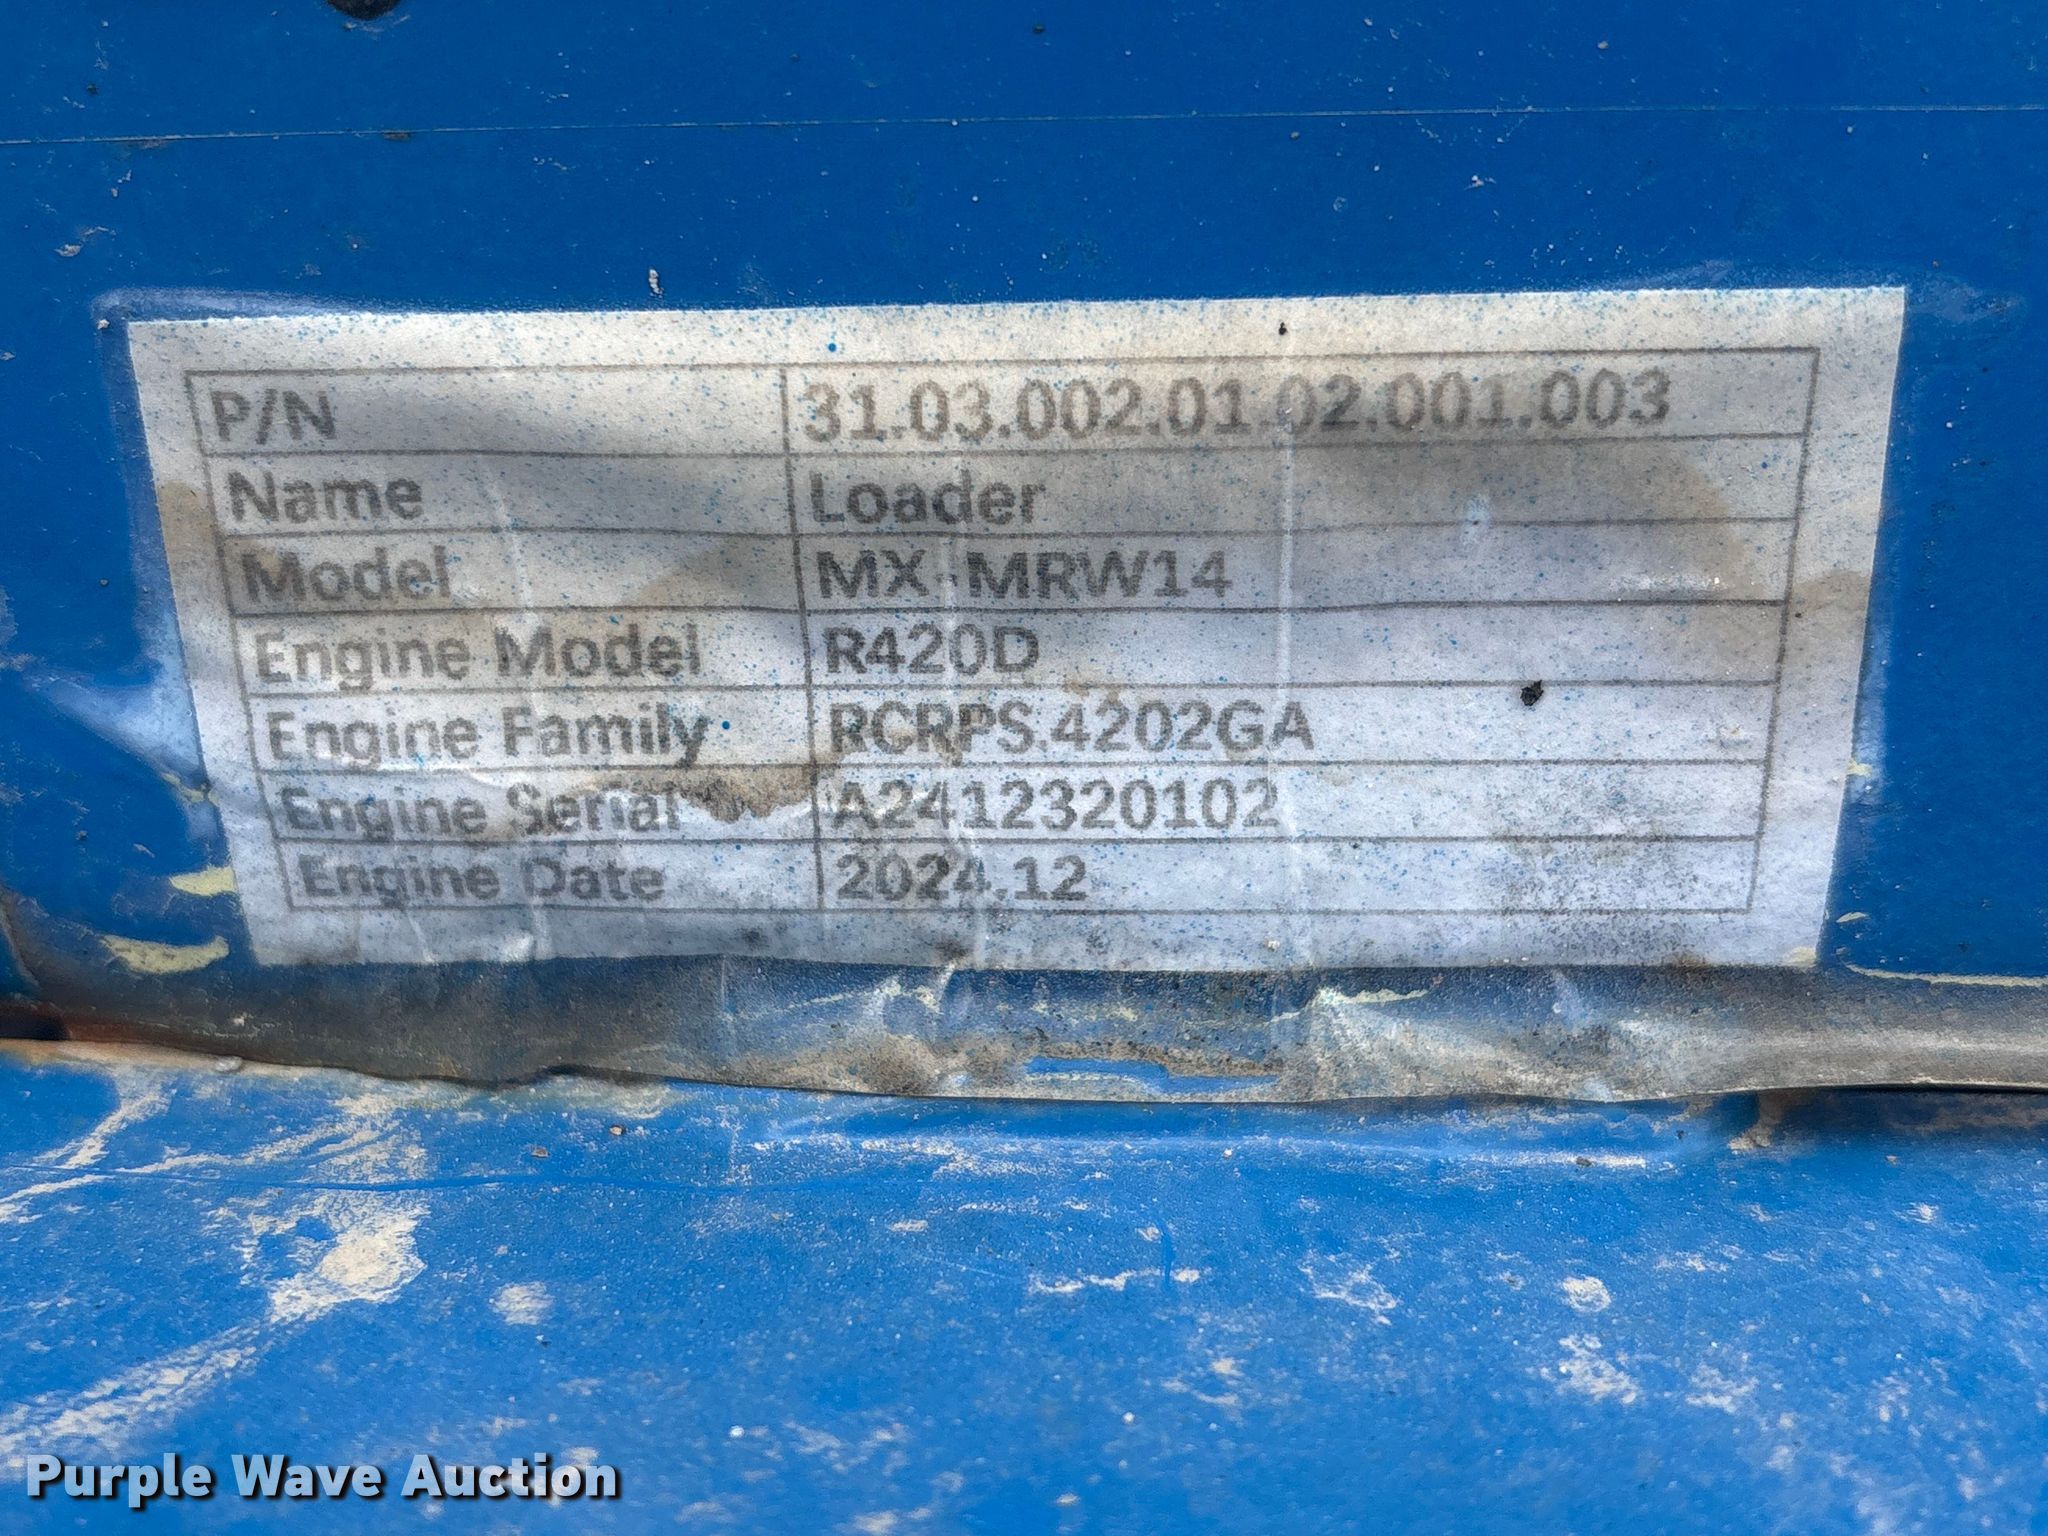 P/N 31.03.002.01.02.001.003
Name Loader
Model MX-MRW14
Engine Model R420D
Engine Family RCRPS.4202GA
Engine Serial A2412320102
Engine Date 2024.12
Purple Wave Auction